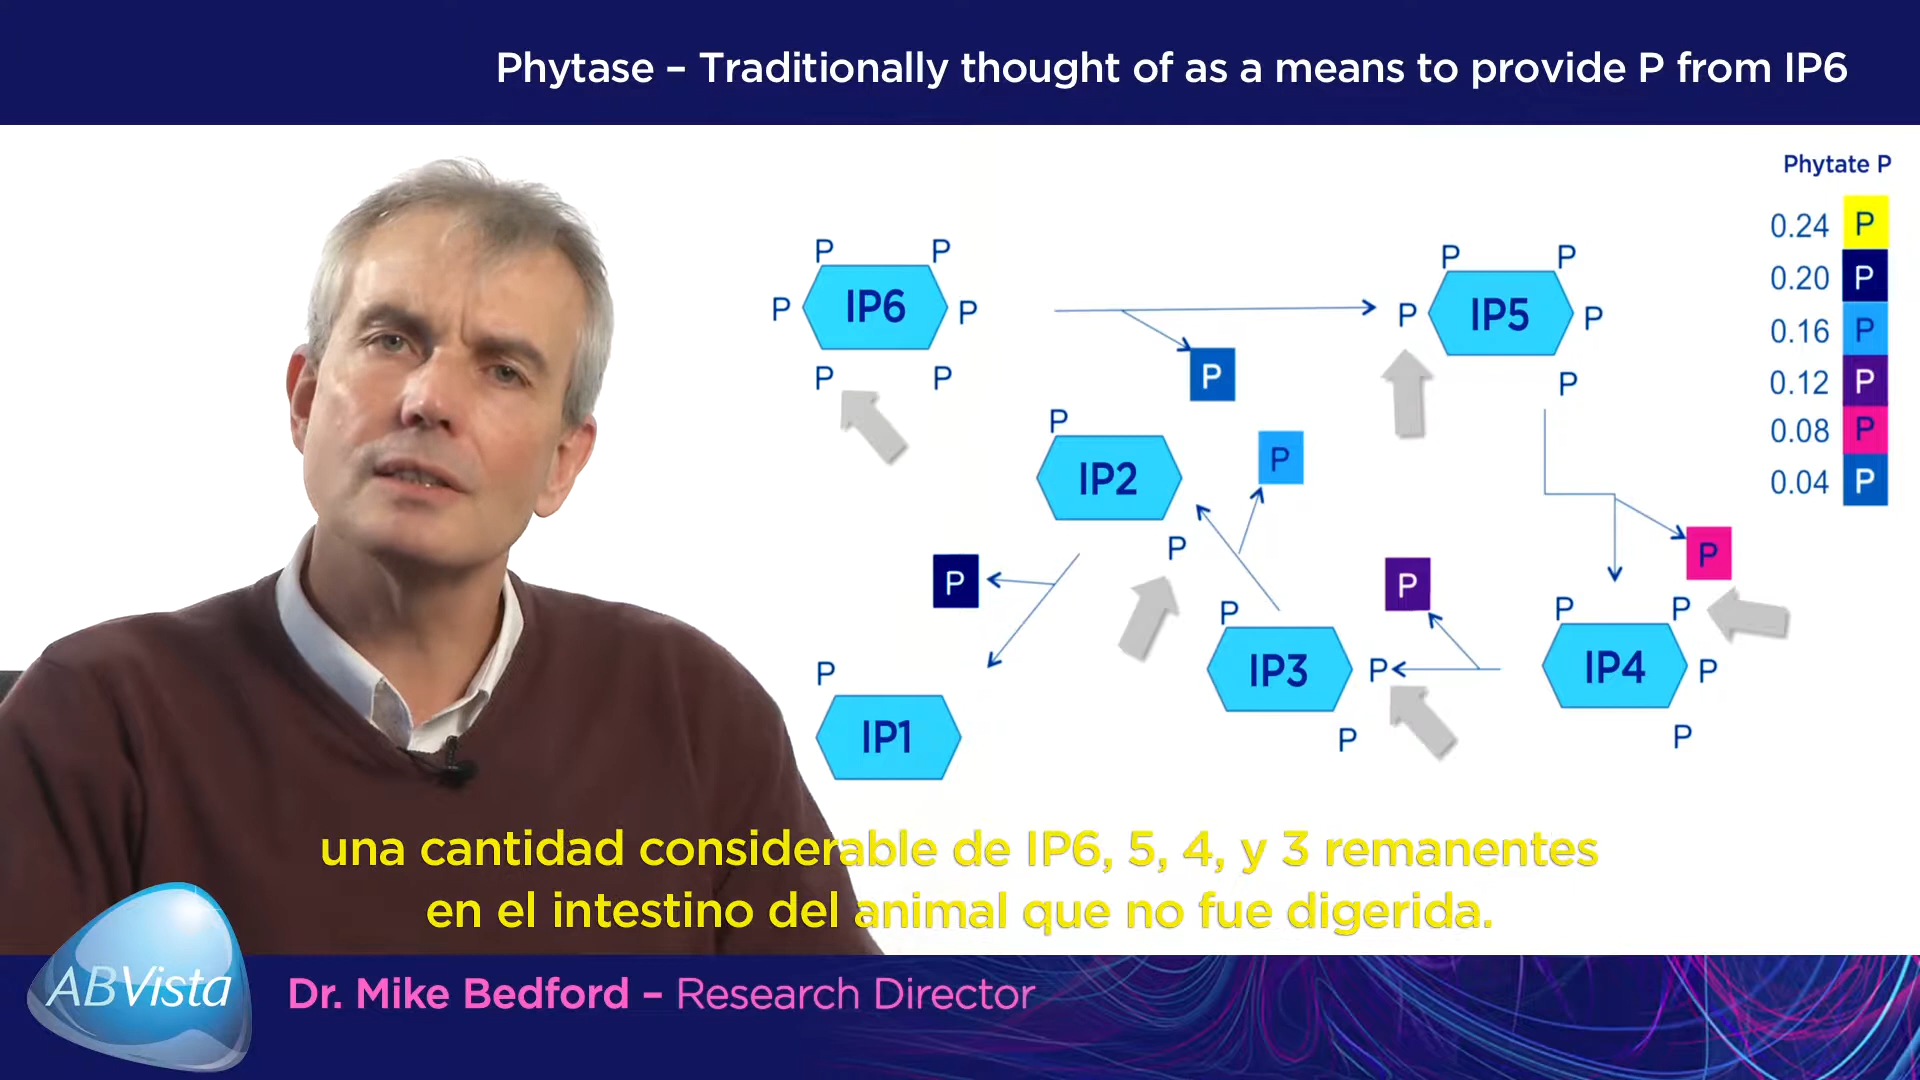 Phytase – Traditionally thought of as a means to provide P from IP6
Phytate P
0.24 P
0.20 P
0.16 P
0.12 P
0.08 P
0.04 P
P P
P IP6 P
P P
P
P P
P IP5 P
P
P
IP2
P
P
P
P
P
P
IP3 P
P
P P
IP4 P
P
P
IP1
una cantidad considerable de IP6, 5, 4, y 3 remanentes
en el intestino del animal que no fue digerida.
ABVista
Dr. Mike Bedford – Research Director